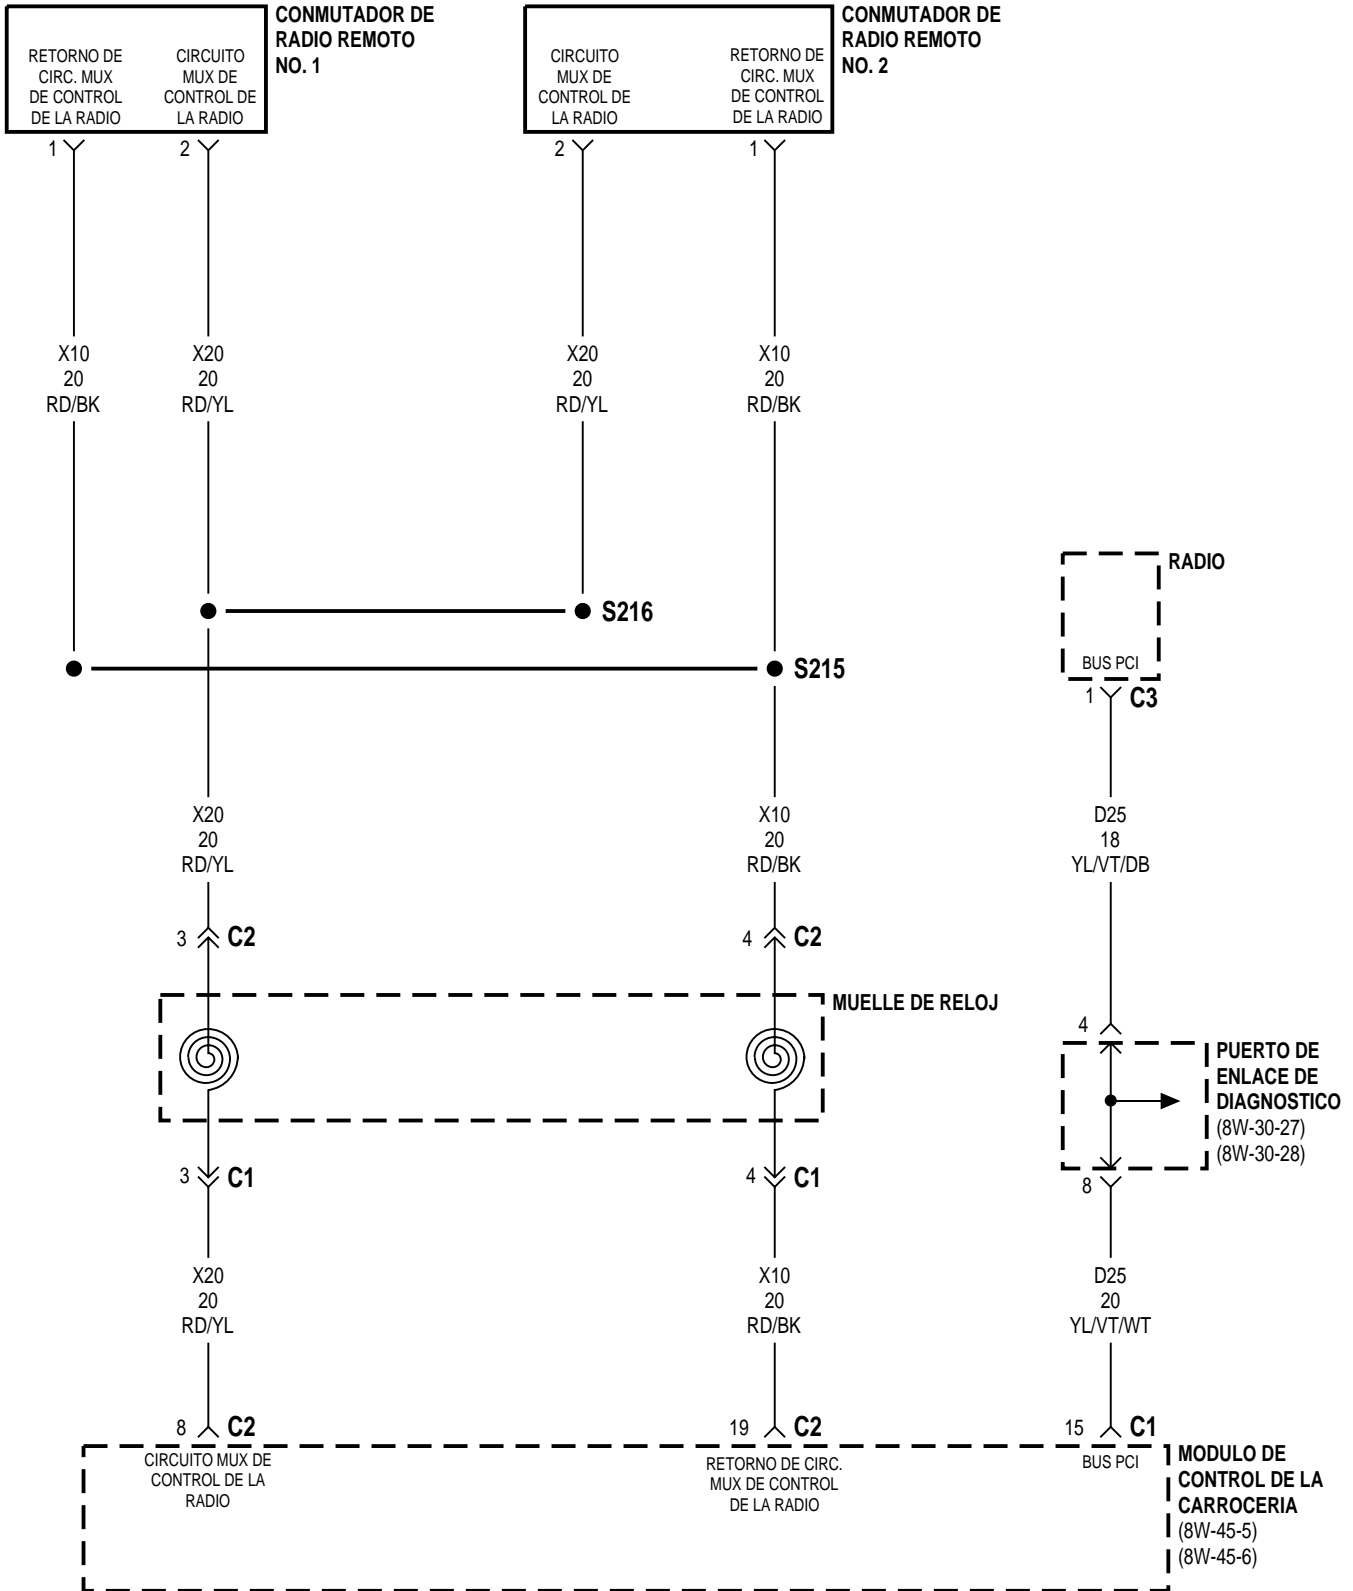 CONMUTADOR DE
RADIO REMOTO
NO. 1
RETORNO DE
CIRC. MUX
DE CONTROL
DE LA RADIO
CIRCUITO
MUX DE
CONTROL DE
LA RADIO
CONMUTADOR DE
RADIO REMOTO
NO. 2
CIRCUITO
MUX DE
CONTROL DE
LA RADIO
RETORNO DE
CIRC. MUX
DE CONTROL
DE LA RADIO
1
2
2
1
X10
20
RD/BK
X20
20
RD/YL
X20
20
RD/YL
X10
20
RD/BK
S216
S215
RADIO
BUS PCI
1 C3
X20
20
RD/YL
X10
20
RD/BK
D25
18
YL/VT/DB
3 C2
4 C2
MUELLE DE RELOJ
4
PUERTO DE
ENLACE DE
DIAGNOSTICO
(8W-30-27)
(8W-30-28)
3 C1
4 C1
8
X20
20
RD/YL
X10
20
RD/BK
D25
20
YL/VT/WT
8 C2
19 C2
15 C1
CIRCUITO MUX DE
CONTROL DE LA
RADIO
RETORNO DE CIRC.
MUX DE CONTROL
DE LA RADIO
BUS PCI
MODULO DE
CONTROL DE LA
CARROCERIA
(8W-45-5)
(8W-45-6)